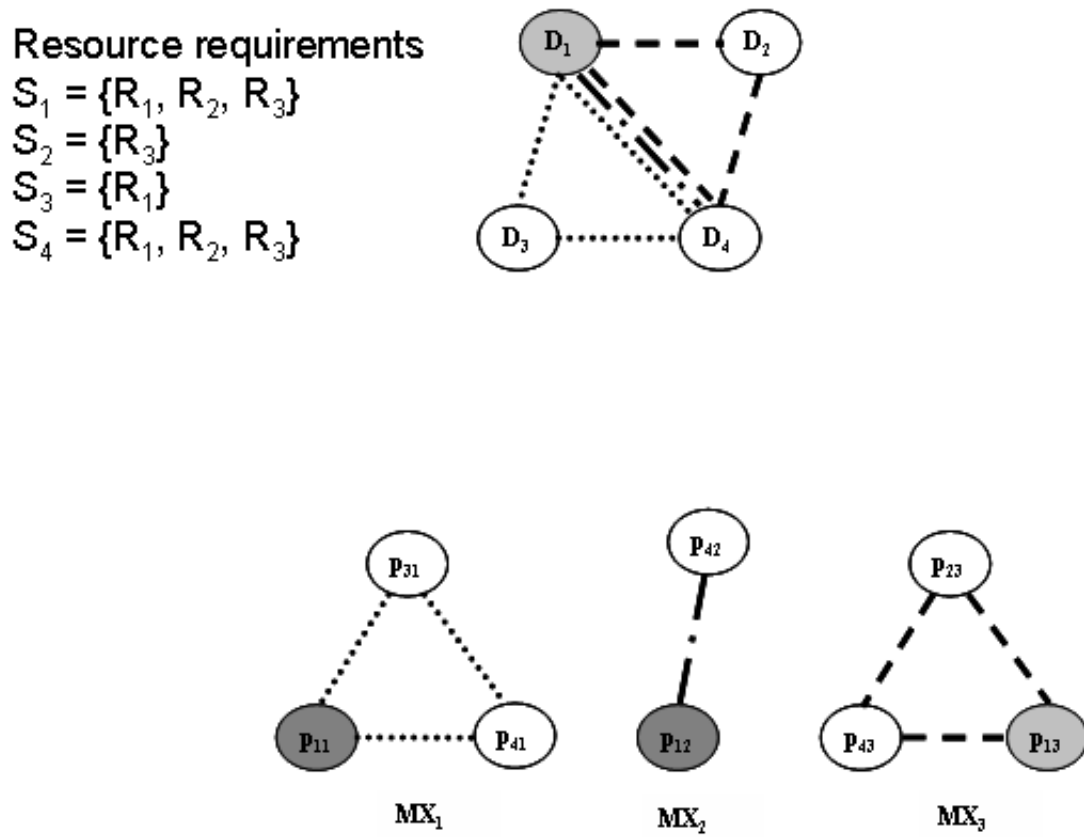 Resource requirements
S₁ = {R₁, R₂, R₃}
S₂ = {R₃}
S₃ = {R₁}
S₄ = {R₁, R₂, R₃}
D₁
D₂
D₃
D₄
p₃₁
p₁₁
p₄₁
MX₁
p₄₂
p₁₂
MX₂
p₂₃
p₄₃
p₁₃
MX₃